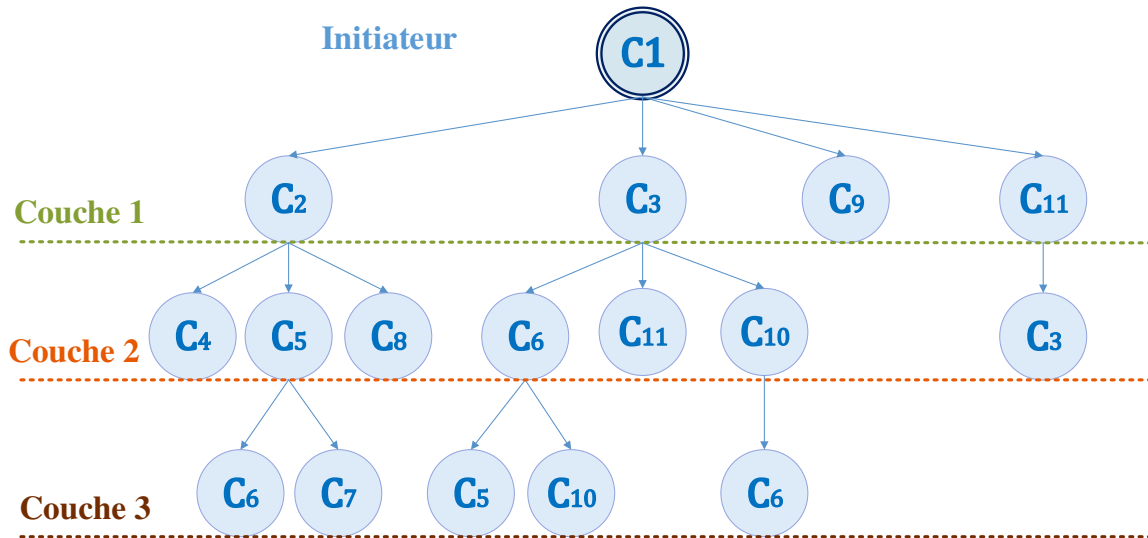 Initiateur
C1
C2
C3
C9
C11
Couche 1
C4
C5
C8
C6
C11
C10
C3
Couche 2
C6
C7
C5
C10
C6
Couche 3